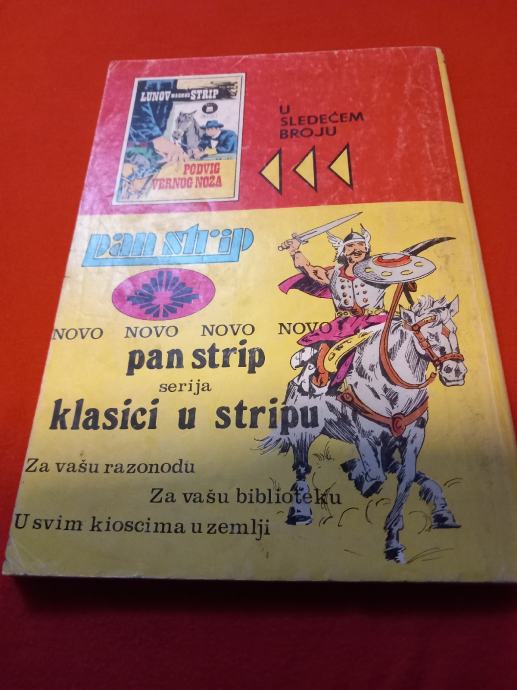 LUNOV MAGNUS STRIP
PODVIG
VERNOG NOŽA
U
SLEDEĆEM
BROJU
pan strip
NOVO NOVO NOVO NOVO!
pan strip
serija
klasici u stripu
Za vašu razonodu
Za vašu biblioteku
U svim kioscima u zemlji